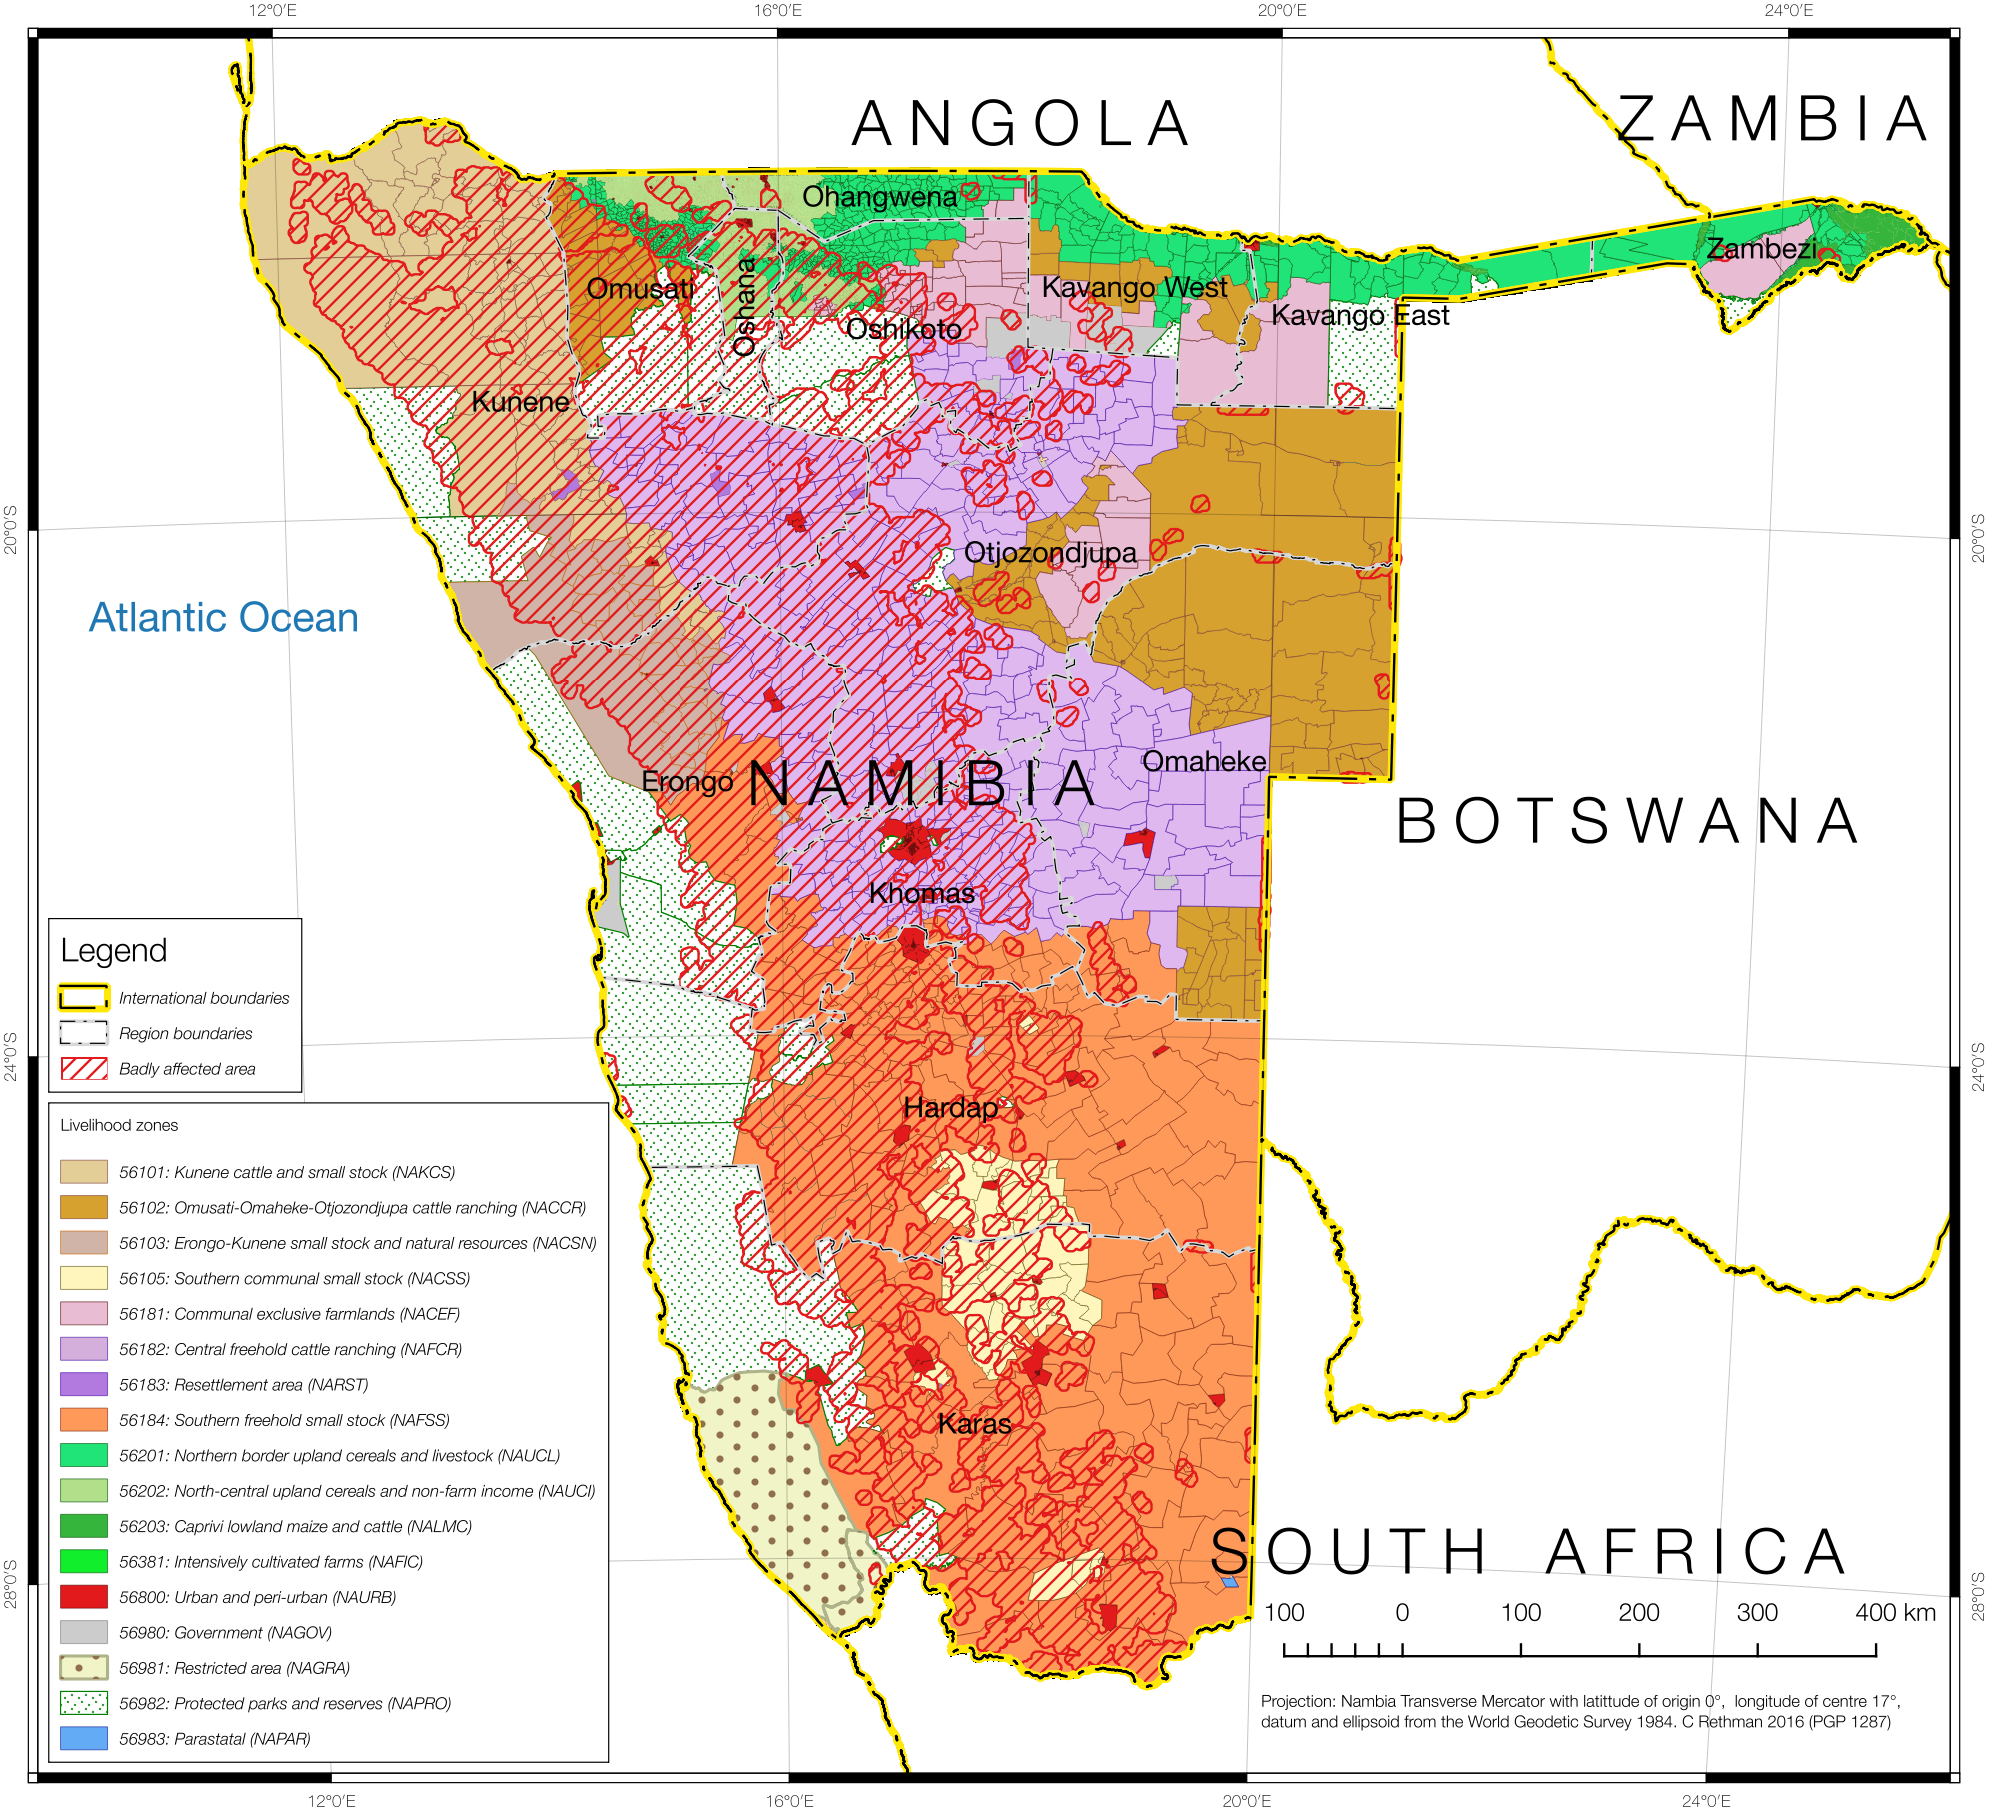 12°0'E
16°0'E
20°0'E
24°0'E
ANGOLA
ZAMBIA
Ohangwena
Zambezi
Omusati
Oshana
Kavango West
Oshikoto
Kavango East
Kunene
20°0'S
20°0'S
Otjozondjupa
Atlantic Ocean
Omaheke
Erongo
NAMIBIA
BOTSWANA
Khomas
Legend
International boundaries
Region boundaries
Badly affected area
24°0'S
24°0'S
Hardap
Livelihood zones
56101: Kunene cattle and small stock (NAKCS)
56102: Omusati-Omaheke-Otjozondjupa cattle ranching (NACCR)
56103: Erongo-Kunene small stock and natural resources (NACSN)
56105: Southern communal small stock (NACSS)
56181: Communal exclusive farmlands (NACEF)
56182: Central freehold cattle ranching (NAFCR)
56183: Resettlement area (NARST)
56184: Southern freehold small stock (NAFSS)
56201: Northern border upland cereals and livestock (NAUCL)
56202: North-central upland cereals and non-farm income (NAUCI)
56203: Caprivi lowland maize and cattle (NALMC)
56381: Intensively cultivated farms (NAFIC)
56800: Urban and peri-urban (NAURB)
56980: Government (NAGOV)
56981: Restricted area (NAGRA)
56982: Protected parks and reserves (NAPRO)
56983: Parastatal (NAPAR)
Karas
SOUTH AFRICA
28°0'S
28°0'S
100 0 100 200 300 400 km
Projection: Nambia Transverse Mercator with latittude of origin 0°, longitude of centre 17°,
datum and ellipsoid from the World Geodetic Survey 1984. C Rethman 2016 (PGP 1287)
12°0'E
16°0'E
20°0'E
24°0'E